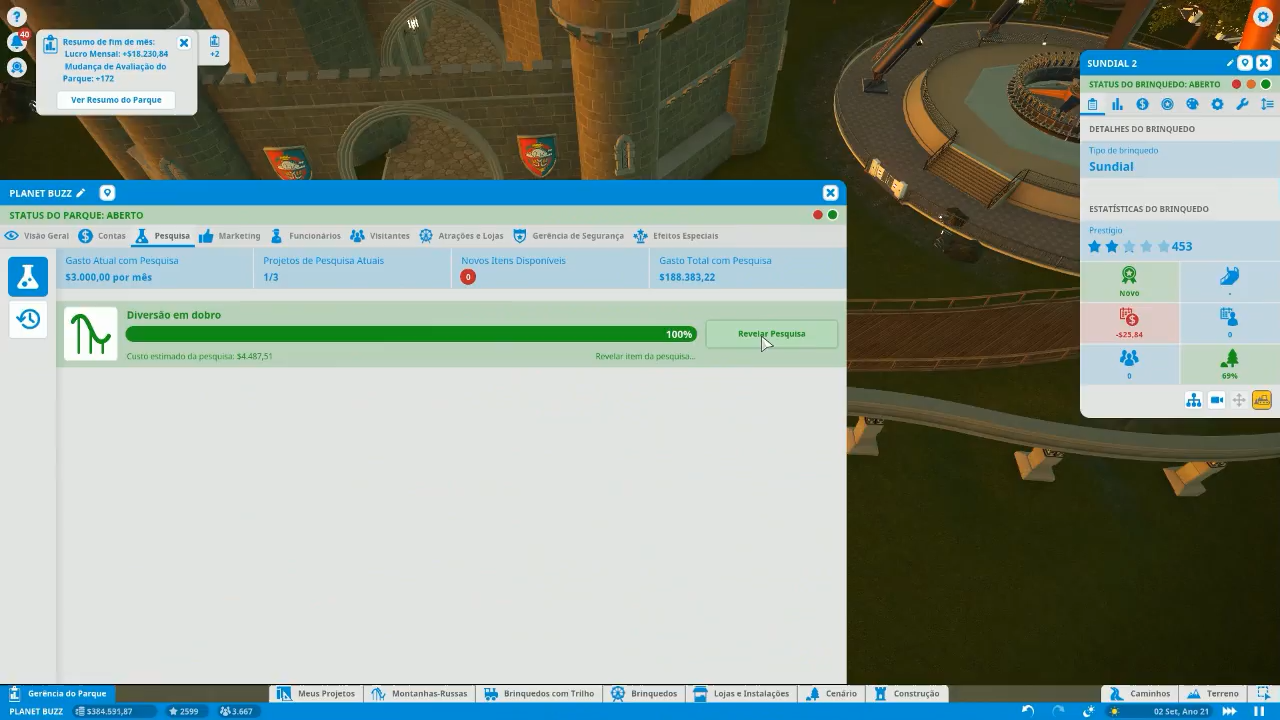 ?
40
Resumo de fim de mês:
Lucro Mensal: +$18.230,84
Mudança de Avaliação do
Parque: +172
Ver Resumo do Parque
+2
SUNDIAL 2
STATUS DO BRINQUEDO: ABERTO
DETALHES DO BRINQUEDO
Tipo de brinquedo
Sundial
ESTATÍSTICAS DO BRINQUEDO
Prestígio
453
NOVO
-
-$25,84
0
0
69%
PLANET BUZZ
STATUS DO PARQUE: ABERTO
Visão Geral
Contas
Pesquisa
Marketing
Funcionários
Visitantes
Atrações e Lojas
Gerência de Segurança
Efeitos Especiais
Gasto Atual com Pesquisa
$3.000,00 por mês
Projetos de Pesquisa Atuais
1/3
Novos Itens Disponíveis
0
Gasto Total com Pesquisa
$188.383,22
Diversão em dobro
100%
Revelar Pesquisa
Custo estimado da pesquisa: $4.487,51
Revelar item da pesquisa...
Gerência do Parque
Meus Projetos
Montanhas-Russas
Brinquedos com Trilho
Brinquedos
Lojas e Instalações
Cenário
Construção
Caminhos
Terreno
PLANET BUZZ
$384.591,87
2599
3.667
02 Set, Ano 21